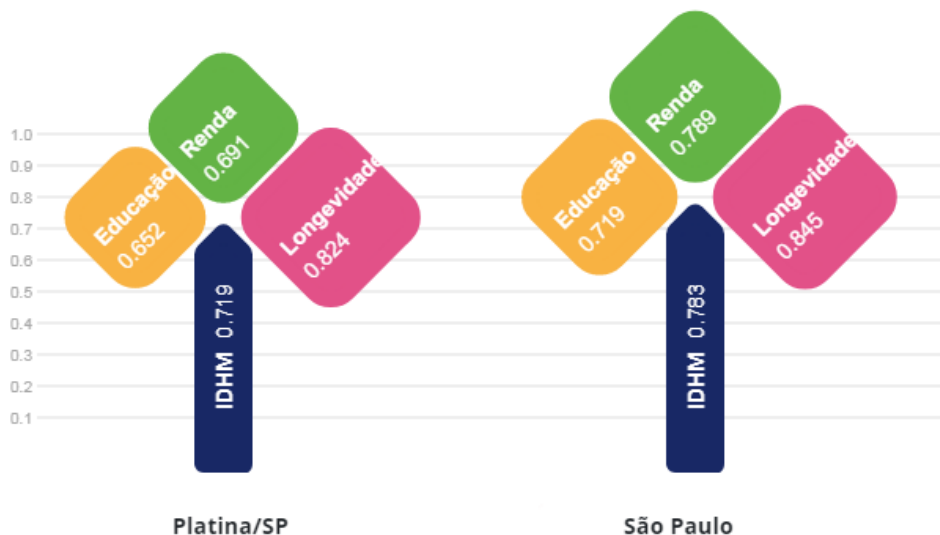 1.0
0.9
0.8
0.7
0.6
0.5
0.4
0.3
0.2
0.1
Educação
0.652
Renda
0.691
Longevidade
0.824
IDHM 0.719
Platina/SP
Educação
0.719
Renda
0.789
Longevidade
0.845
IDHM 0.783
São Paulo